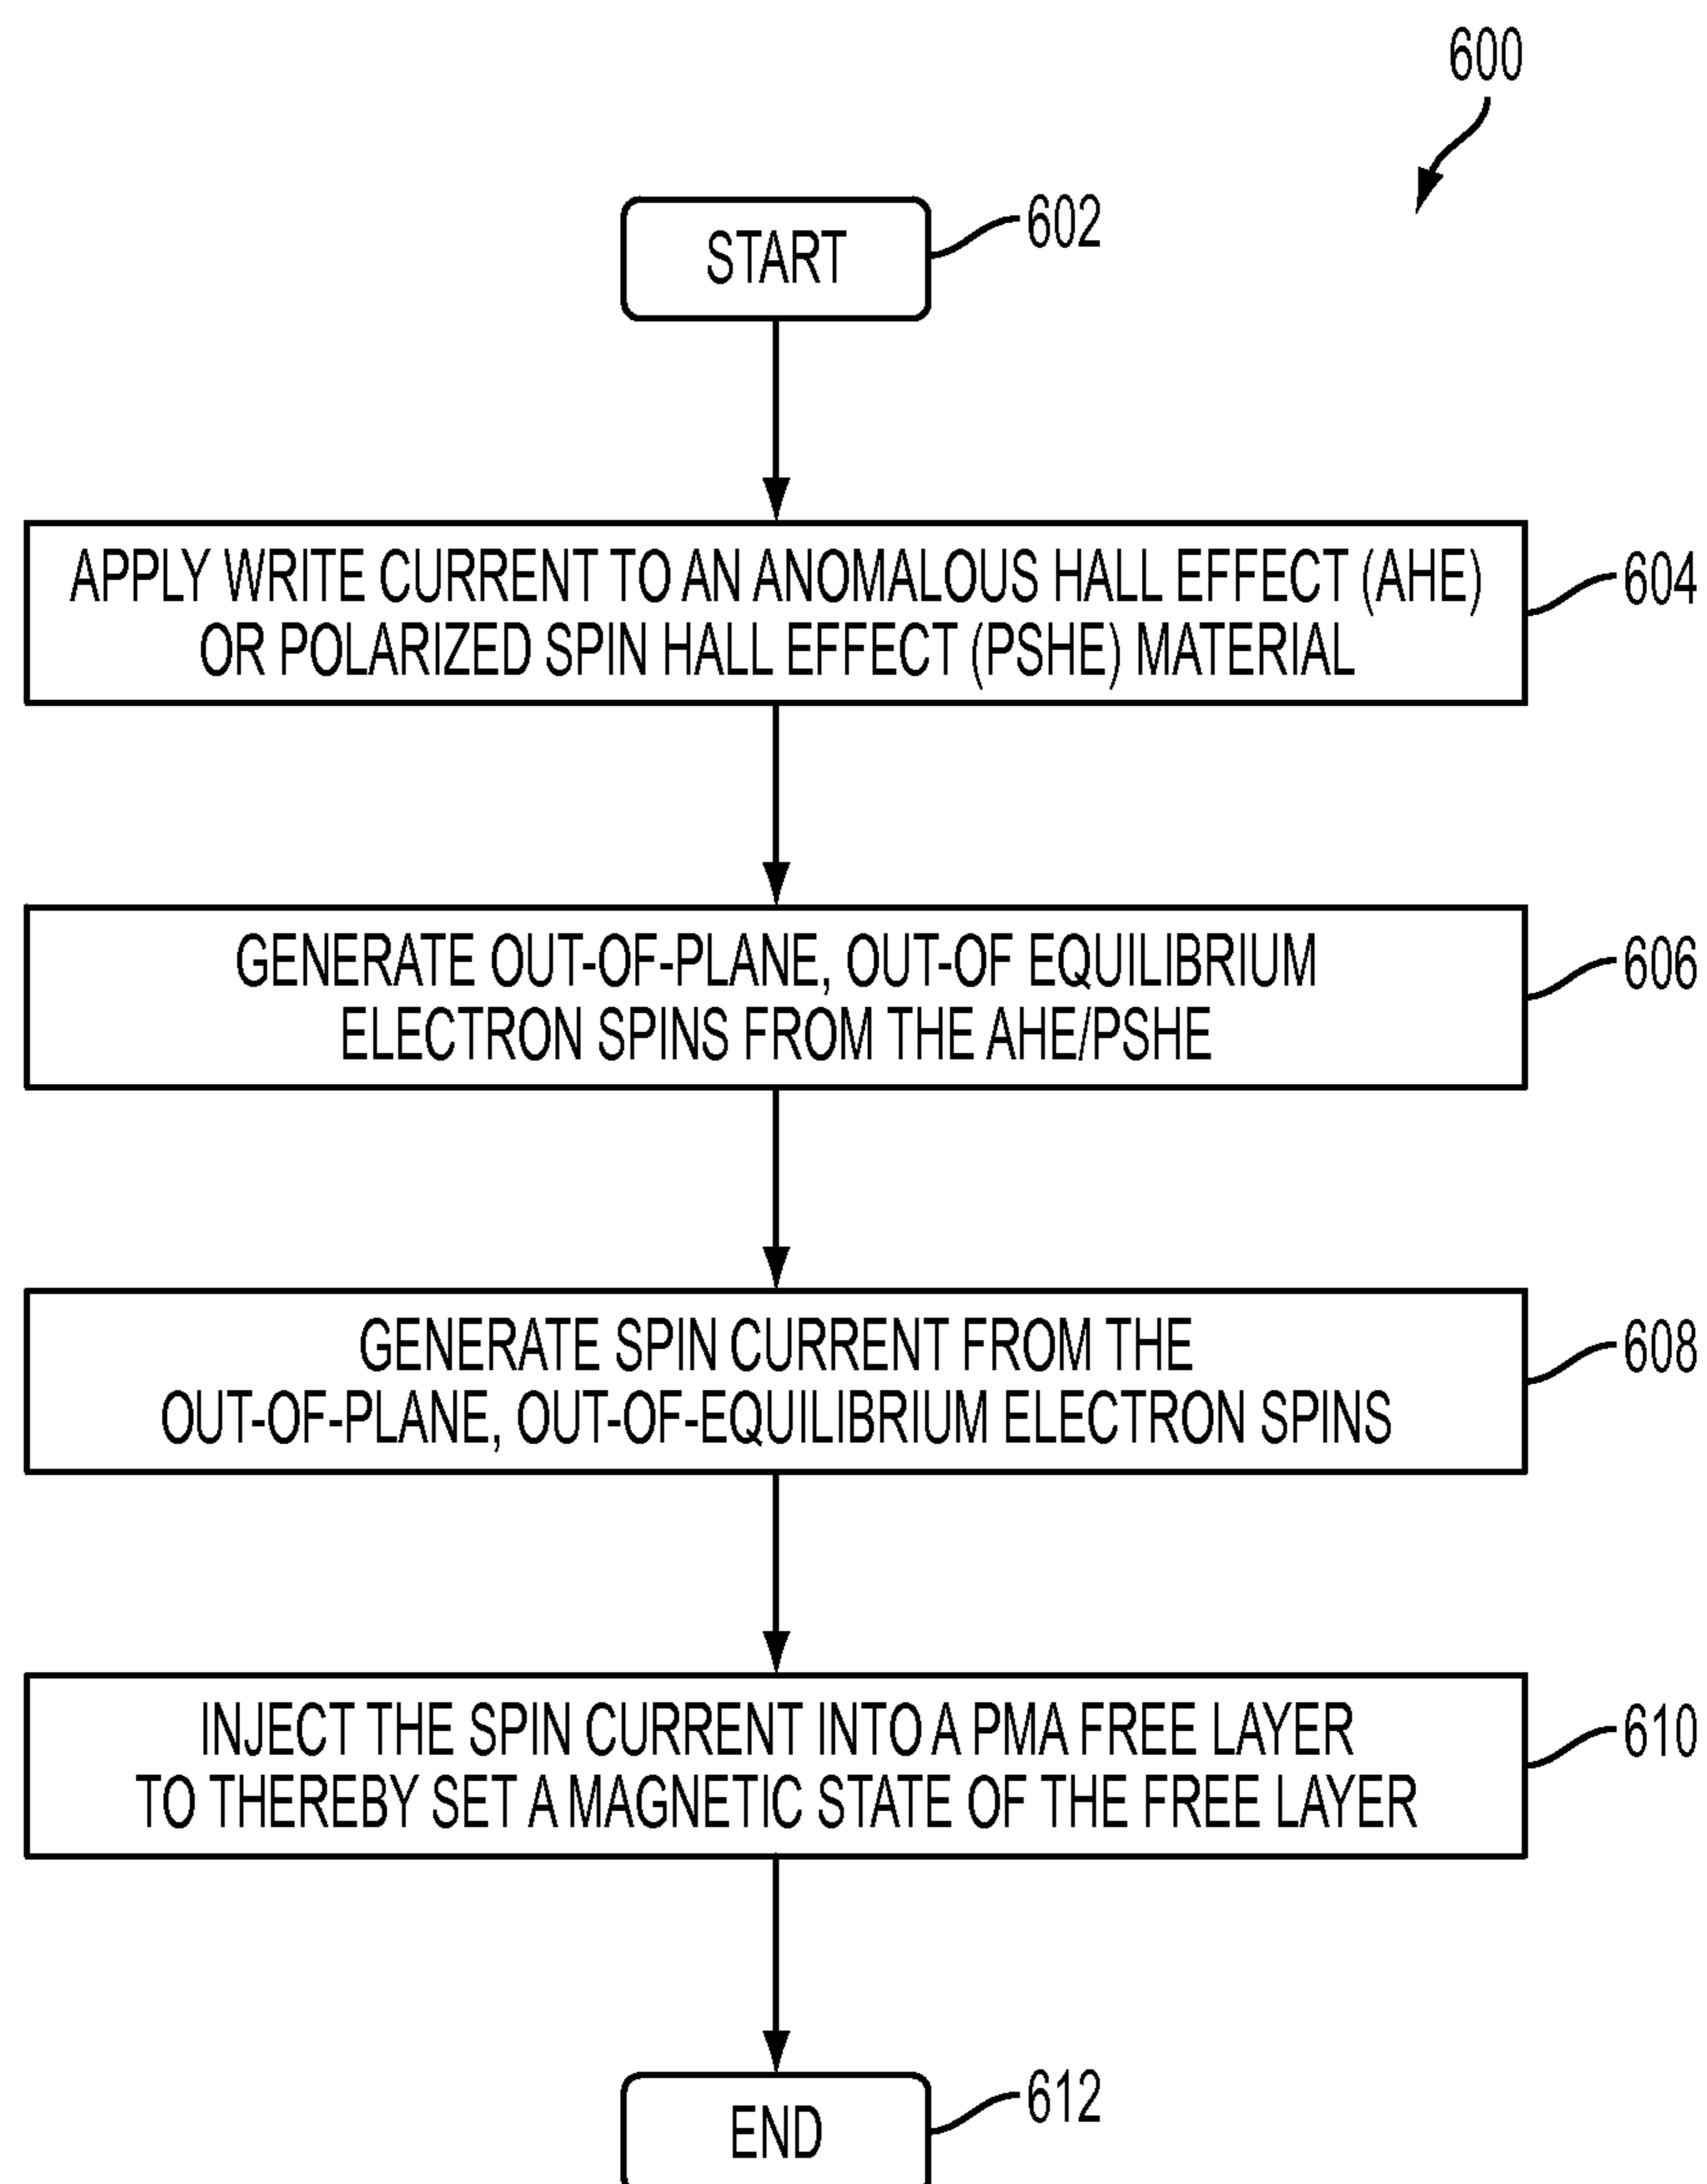 600
START
602
APPLY WRITE CURRENT TO AN ANOMALOUS HALL EFFECT (AHE)
OR POLARIZED SPIN HALL EFFECT (PSHE) MATERIAL
604
GENERATE OUT-OF-PLANE, OUT-OF EQUILIBRIUM
ELECTRON SPINS FROM THE AHE/PSHE
606
GENERATE SPIN CURRENT FROM THE
OUT-OF-PLANE, OUT-OF-EQUILIBRIUM ELECTRON SPINS
608
INJECT THE SPIN CURRENT INTO A PMA FREE LAYER
TO THEREBY SET A MAGNETIC STATE OF THE FREE LAYER
610
END
612